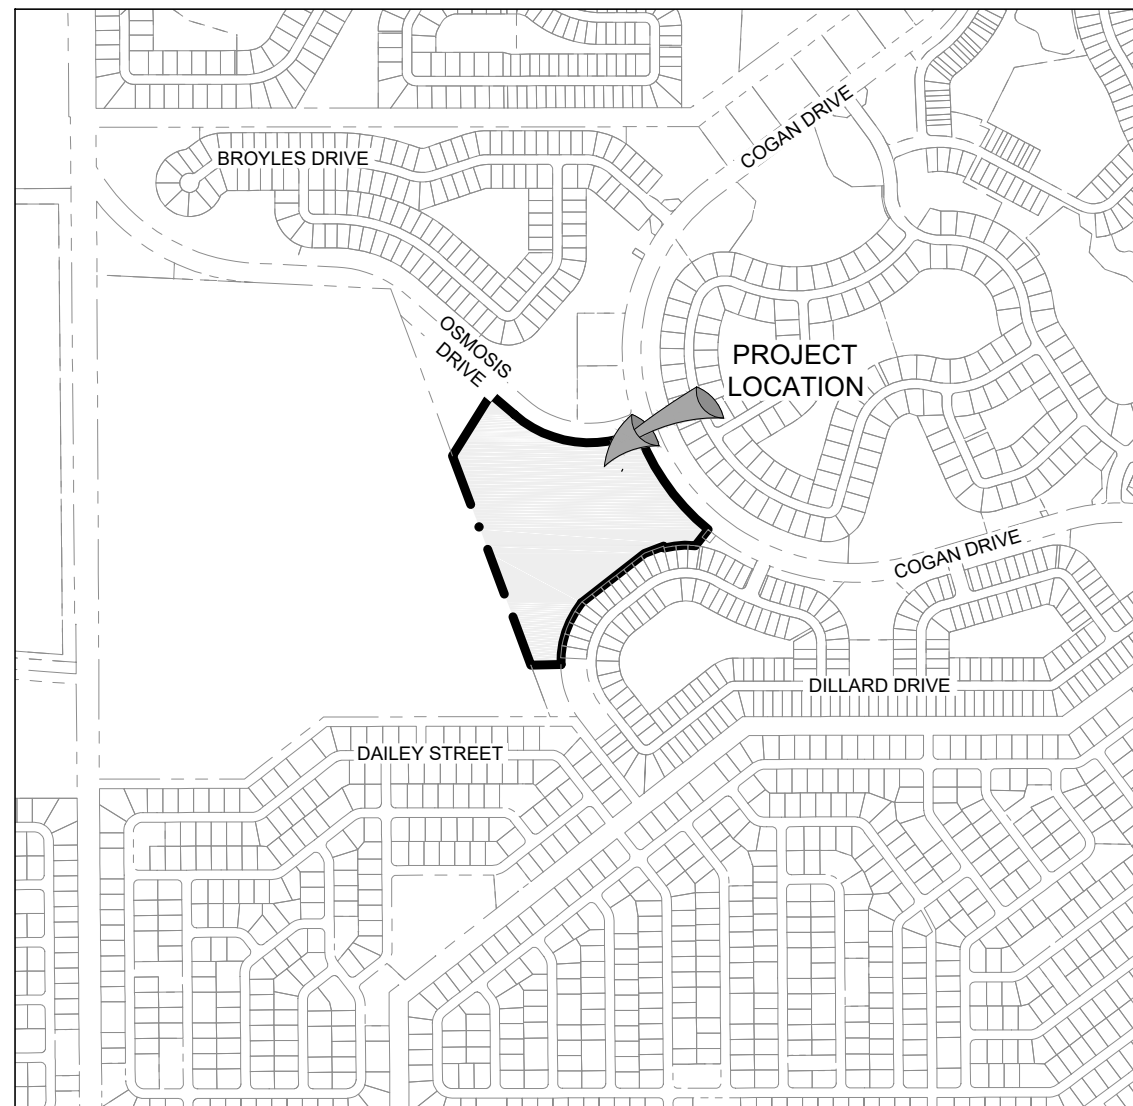 COGAN DRIVE
BROYLES DRIVE
OSMOSIS
DRIVE
PROJECT
LOCATION
COGAN DRIVE
DILLARD DRIVE
DAILEY STREET